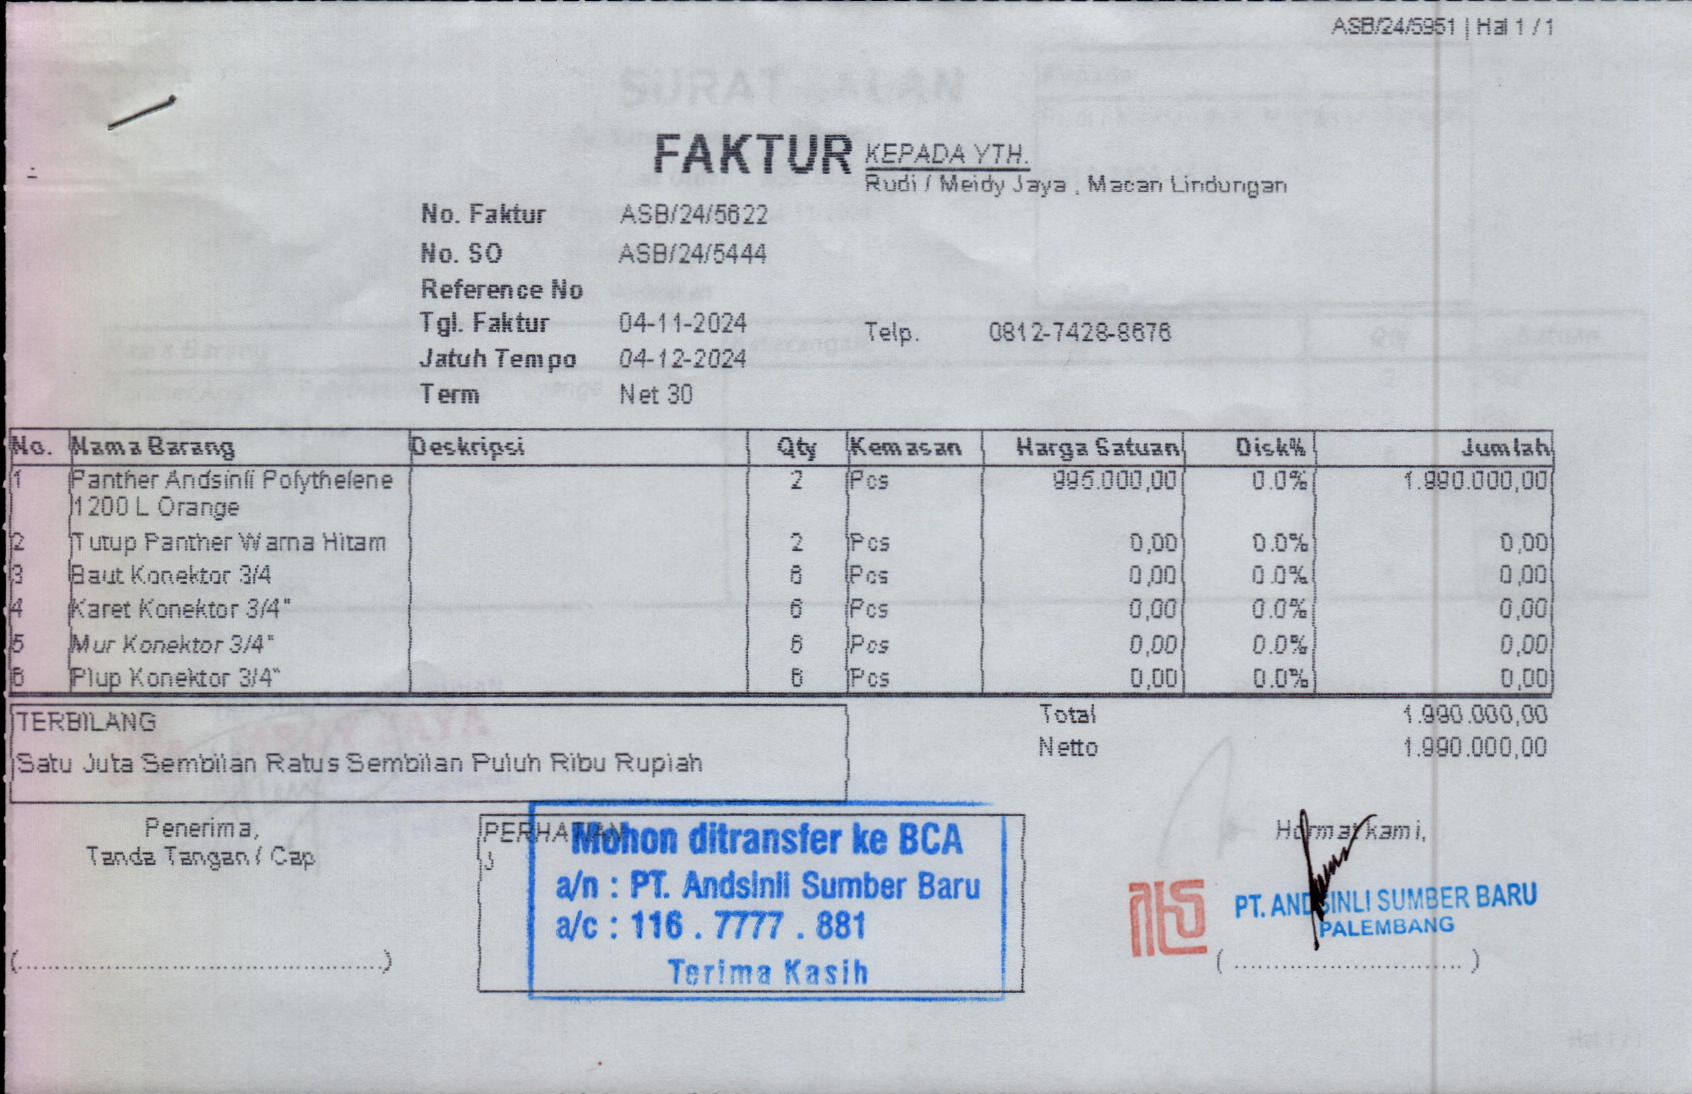 ASB/24/5951 | Hal 1 / 1
FAKTUR
KEPADA YTH.
Rudi / Meidy Jaya , Macan Lindungan
No. Faktur ASB/24/5622
No. SO ASB/24/5444
Reference No
Tgl. Faktur 04-11-2024
Telp. 0812-7428-8676
Jatuh Tempo 04-12-2024
Term Net 30
No. Nama Barang Deskripsi Qty Kemasan Harga Satuan Disk% Jumlah
1 Panther Andsinli Polythelene 2 Pcs 995.000,00 0.0% 1.990.000,00
1200 L Orange
2 Tutup Panther Warna Hitam 2 Pcs 0,00 0.0% 0,00
3 Baut Konektor 3/4 6 Pcs 0,00 0.0% 0,00
4 Karet Konektor 3/4" 6 Pcs 0,00 0.0% 0,00
5 Mur Konektor 3/4" 6 Pcs 0,00 0.0% 0,00
6 Plup Konektor 3/4" 6 Pcs 0,00 0.0% 0,00
TERBILANG
Satu Juta Sembilan Ratus Sembilan Puluh Ribu Rupiah
Total 1.990.000,00
Netto 1.990.000,00
Penerima,
Tanda Tangan / Cap
(............................................)
PERHATIAN
Mohon ditransfer ke BCA
a/n : PT. Andsinli Sumber Baru
a/c : 116 . 7777 . 881
Terima Kasih
Hormat kami,
PT. ANDSINLI SUMBER BARU
PALEMBANG
( ............................ )